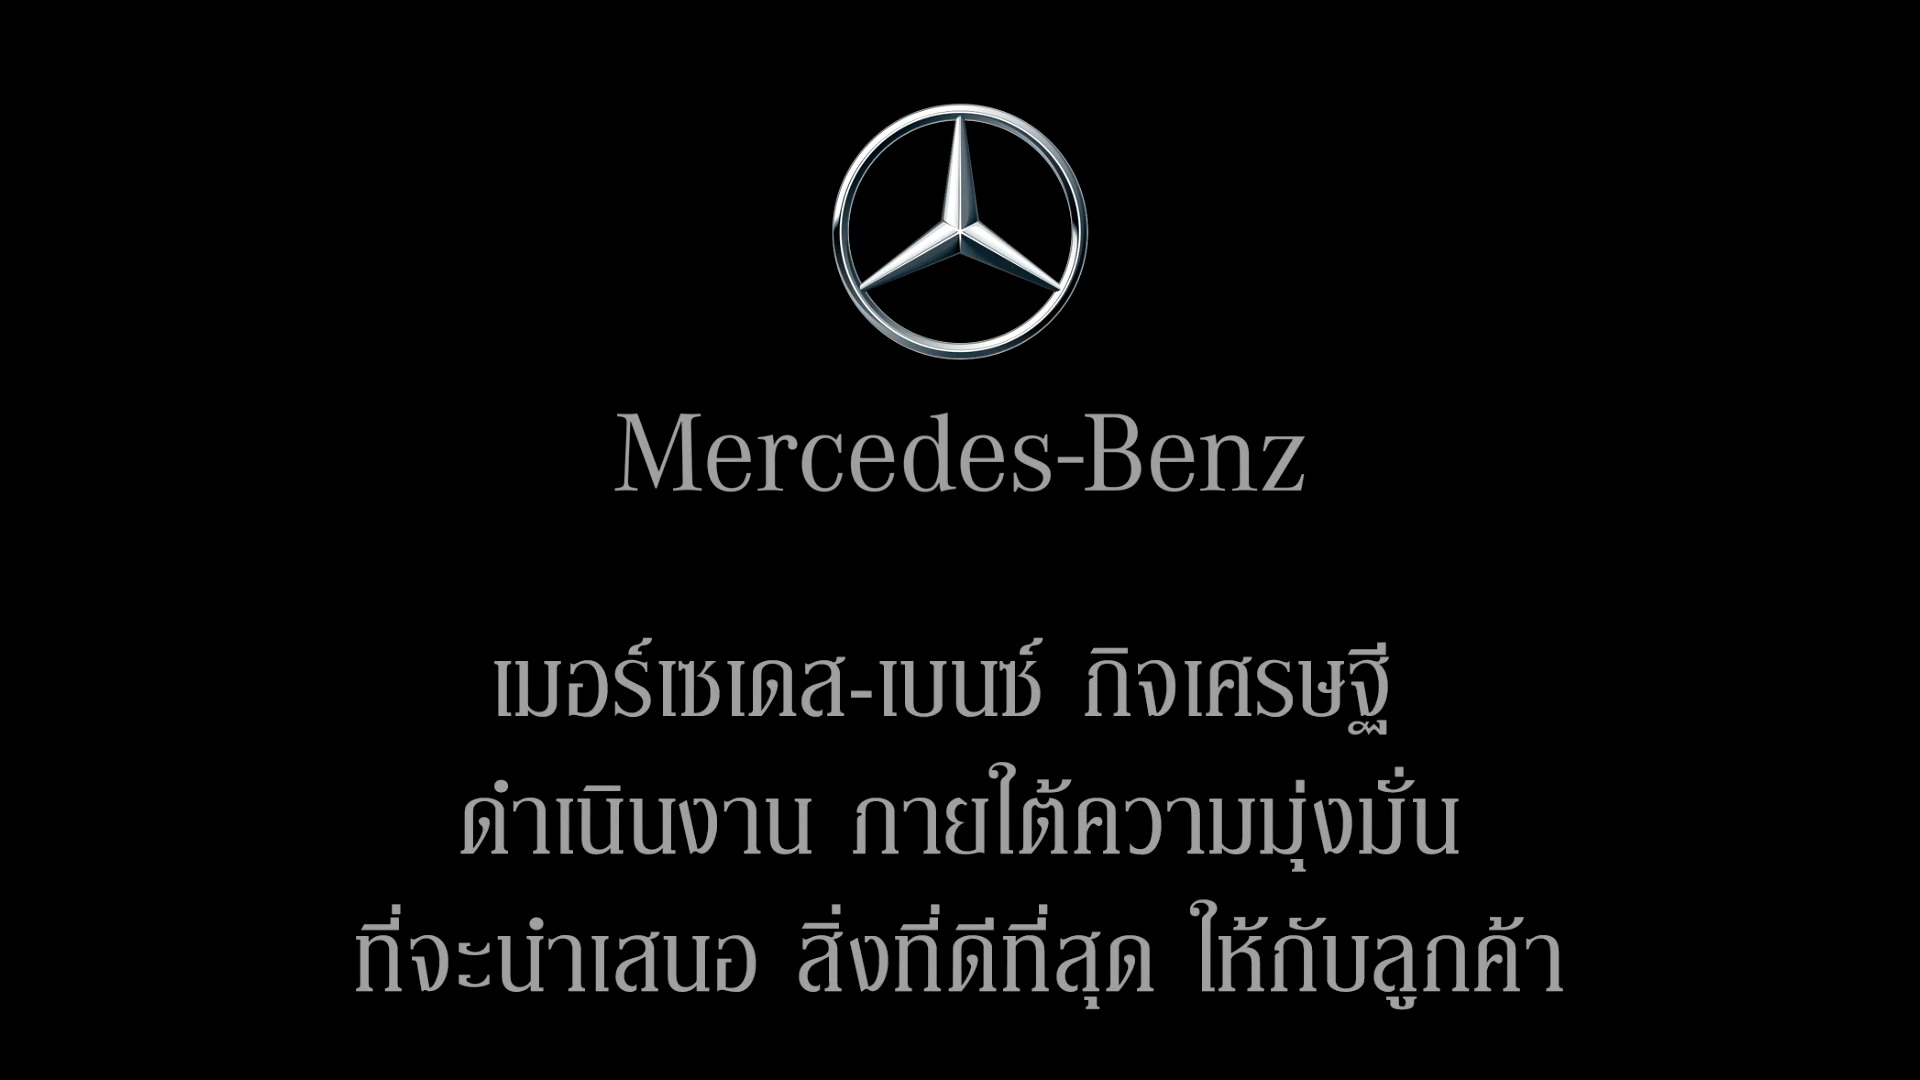 Mercedes-Benz
เมอร์เซเดส-เบนซ์ กิจเศรษฐี
ดำเนินงาน ภายใต้ความมุ่งมั่น
ที่จะนำเสนอ สิ่งที่ดีที่สุด ให้กับลูกค้า